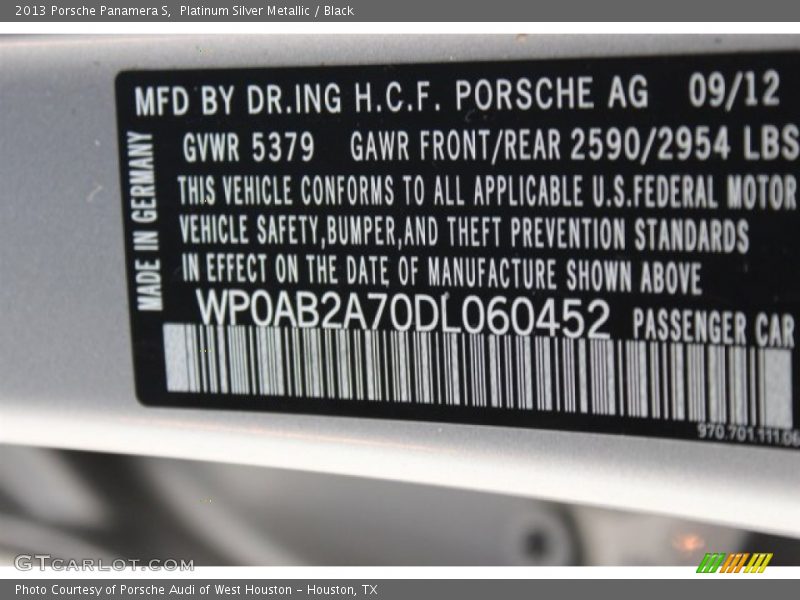 2013 Porsche Panamera S,  Platinum Silver Metallic / Black
MFD BY DR.ING H.C.F. PORSCHE AG 09/12
GVWR 5379 GAWR FRONT/REAR 2590/2954 LBS
THIS VEHICLE CONFORMS TO ALL APPLICABLE U.S.FEDERAL MOTOR
VEHICLE SAFETY,BUMPER,AND THEFT PREVENTION STANDARDS
IN EFFECT ON THE DATE OF MANUFACTURE SHOWN ABOVE
MADE IN GERMANY
WP0AB2A70DL060452 PASSENGER CAR
970.701.111.06
GTCARLOT.COM
Photo Courtesy of Porsche Audi of West Houston – Houston, TX